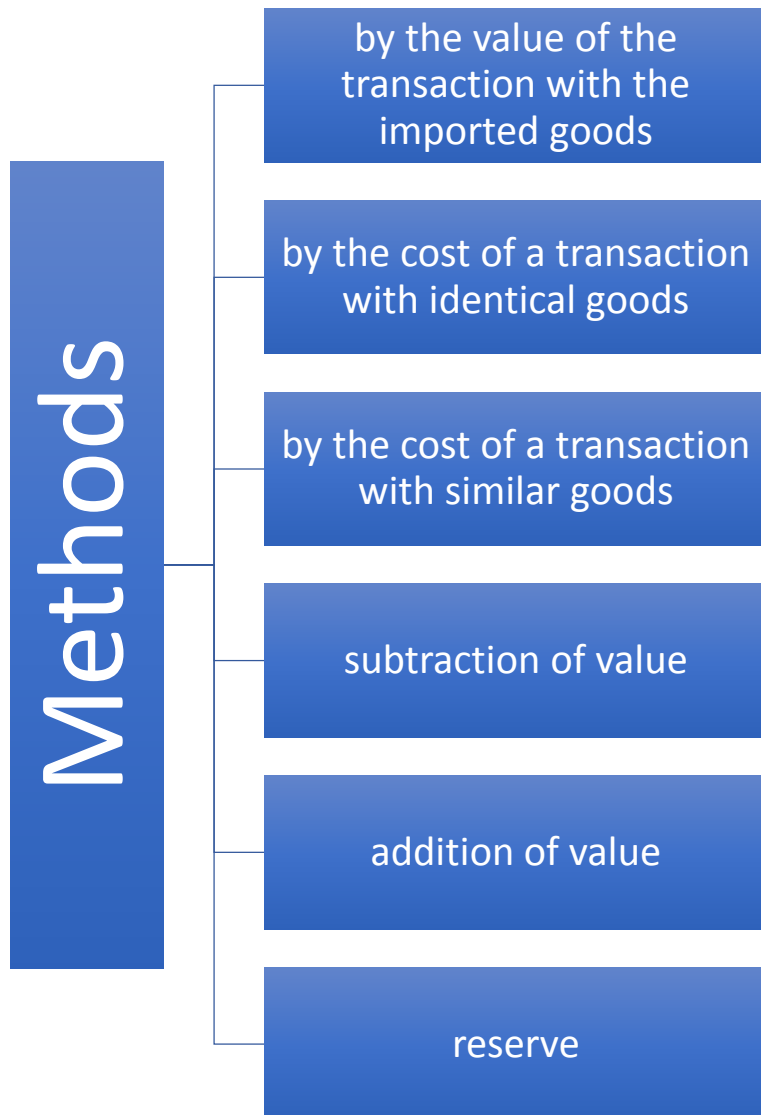 Methods
by the value of the
transaction with the
imported goods
by the cost of a transaction
with identical goods
by the cost of a transaction
with similar goods
subtraction of value
addition of value
reserve